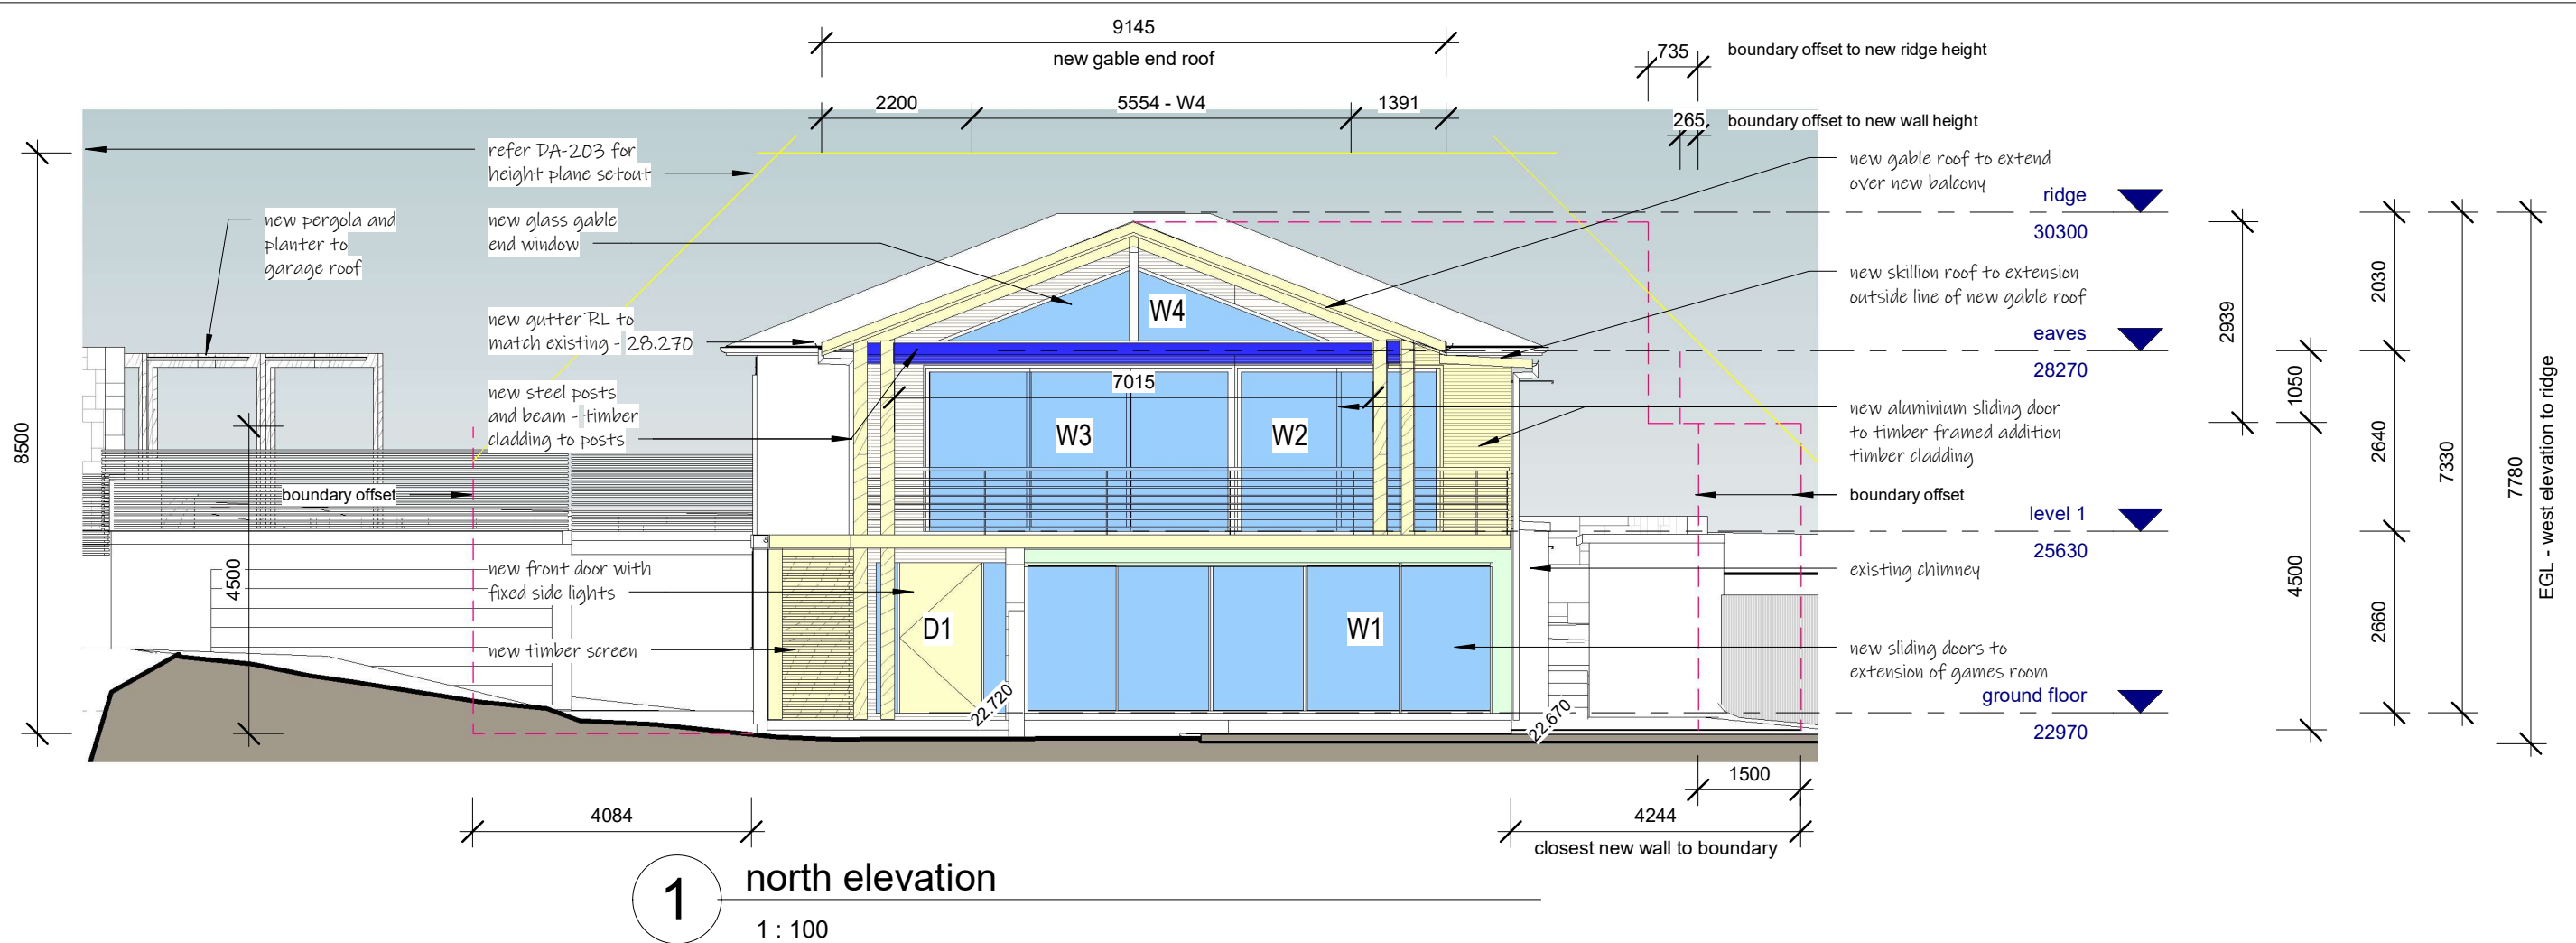 9145
new gable end roof
735
boundary offset to new ridge height
2200
5554 - W4
1391
265
boundary offset to new wall height
refer DA-203 for
height plane setout
new gable roof to extend
over new balcony
ridge
30300
new pergola and
planter to
garage roof
new glass gable
end window
new skillion roof to extension
outside line of new gable roof
2030
2939
W4
new gutter RL to
match existing - 28.270
eaves
28270
1050
7015
new steel posts
and beam - timber
cladding to posts
new aluminium sliding door
to timber framed addition
timber cladding
8500
W3
W2
2640
7330
7780
EGL - west elevation to ridge
boundary offset
boundary offset
level 1
25630
4500
new front door with
fixed side lights
existing chimney
4500
D1
W1
2660
new timber screen
new sliding doors to
extension of games room
ground floor
22970
22.720
22.670
1500
4084
4244
closest new wall to boundary
1
north elevation
1 : 100